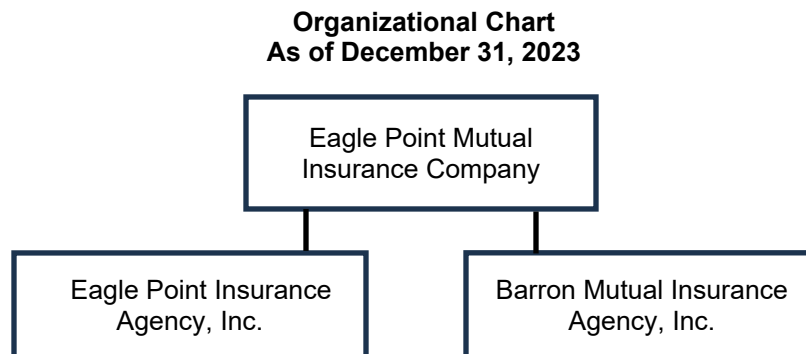 Organizational Chart
As of December 31, 2023
Eagle Point Mutual
Insurance Company
Eagle Point Insurance
Agency, Inc.
Barron Mutual Insurance
Agency, Inc.